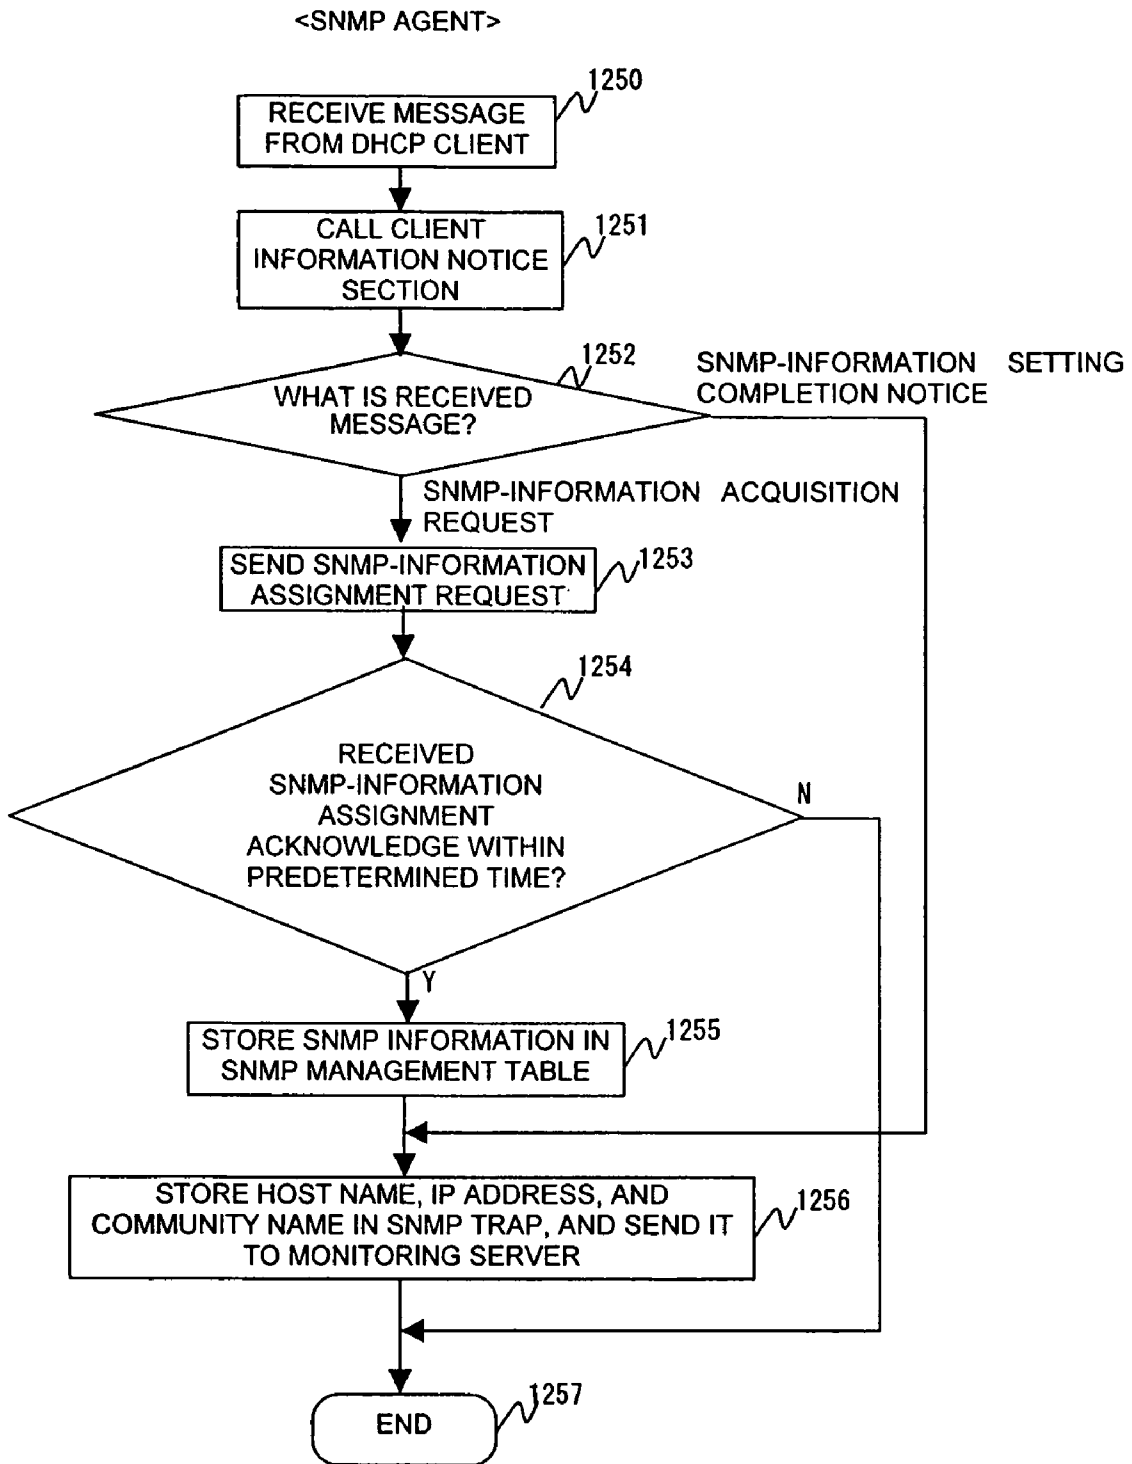 <SNMP AGENT>
1250
RECEIVE MESSAGE
FROM DHCP CLIENT
1251
CALL CLIENT
INFORMATION NOTICE
SECTION
1252
SNMP-INFORMATION SETTING
COMPLETION NOTICE
WHAT IS RECEIVED
MESSAGE?
SNMP-INFORMATION ACQUISITION
REQUEST
1253
SEND SNMP-INFORMATION
ASSIGNMENT REQUEST
1254
RECEIVED
SNMP-INFORMATION
ASSIGNMENT
ACKNOWLEDGE WITHIN
PREDETERMINED TIME?
N
Y
1255
STORE SNMP INFORMATION IN
SNMP MANAGEMENT TABLE
1256
STORE HOST NAME, IP ADDRESS, AND
COMMUNITY NAME IN SNMP TRAP, AND SEND IT
TO MONITORING SERVER
1257
END